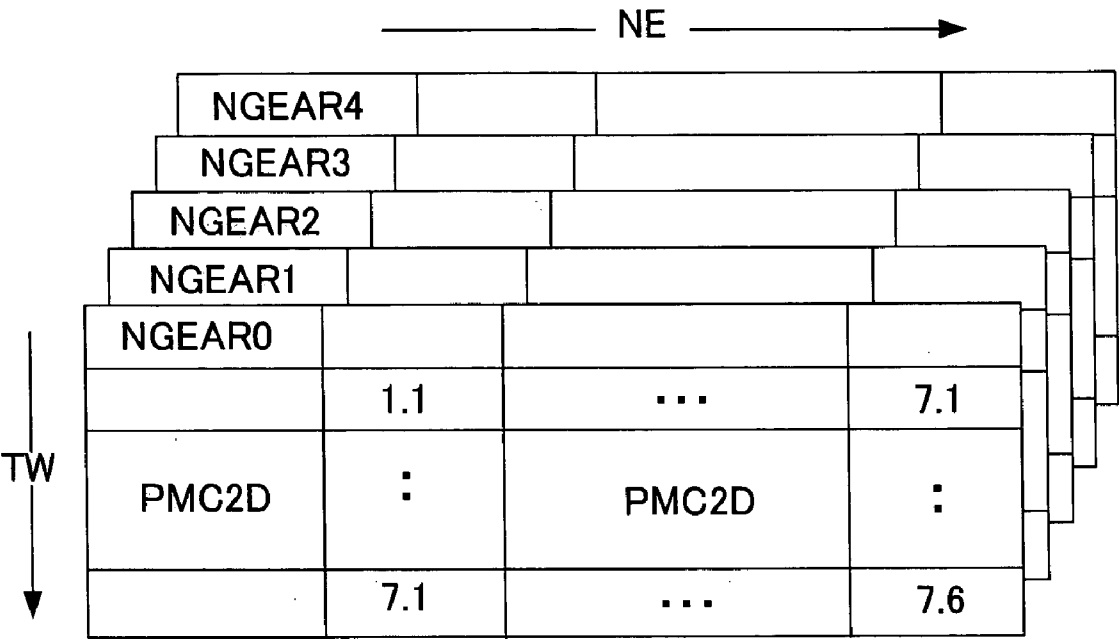 NE
NGEAR4
NGEAR3
NGEAR2
NGEAR1
NGEAR0
1.1 ... 7.1
TW
PMC2D : PMC2D :
7.1 ... 7.6